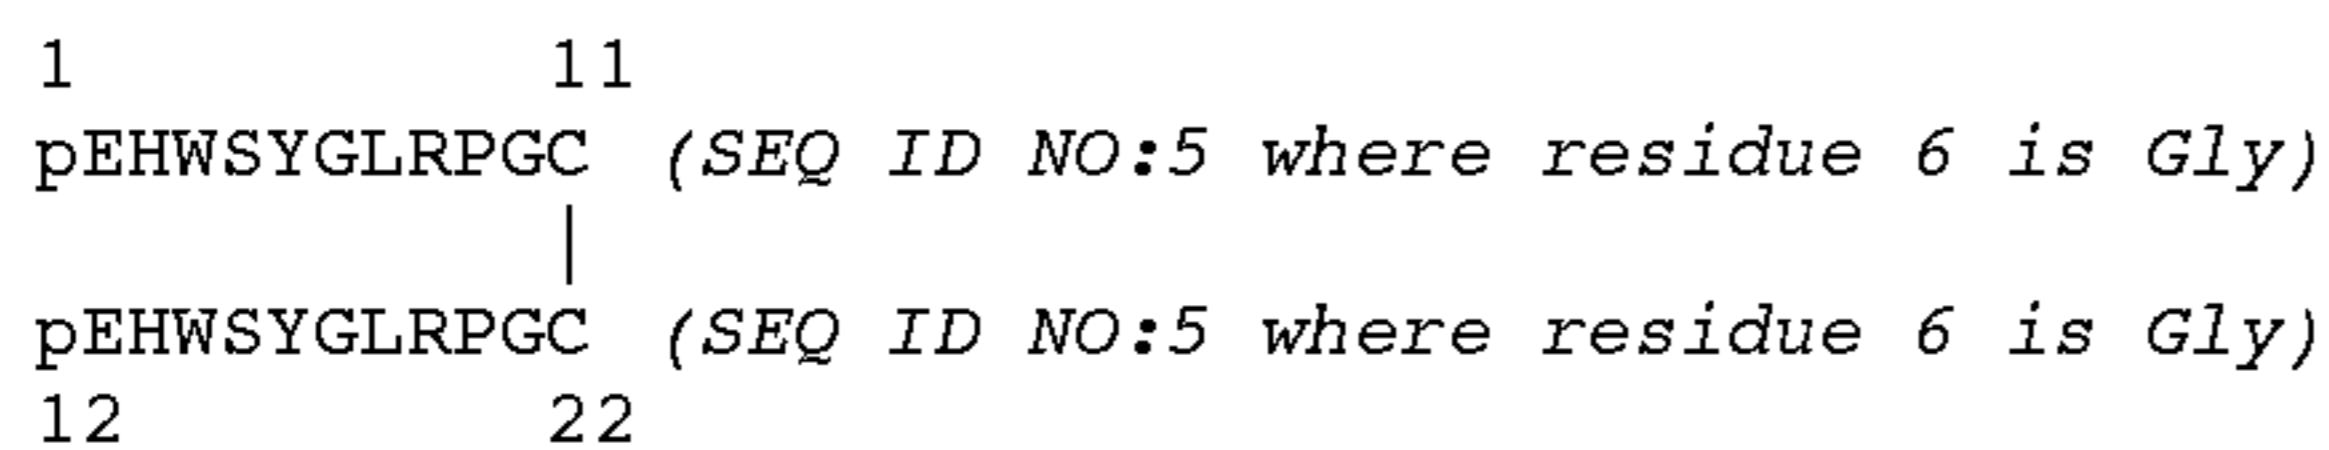 1 11
pEHWSYGLRPGC (SEQ ID NO:5 where residue 6 is Gly)
|
pEHWSYGLRPGC (SEQ ID NO:5 where residue 6 is Gly)
12 22